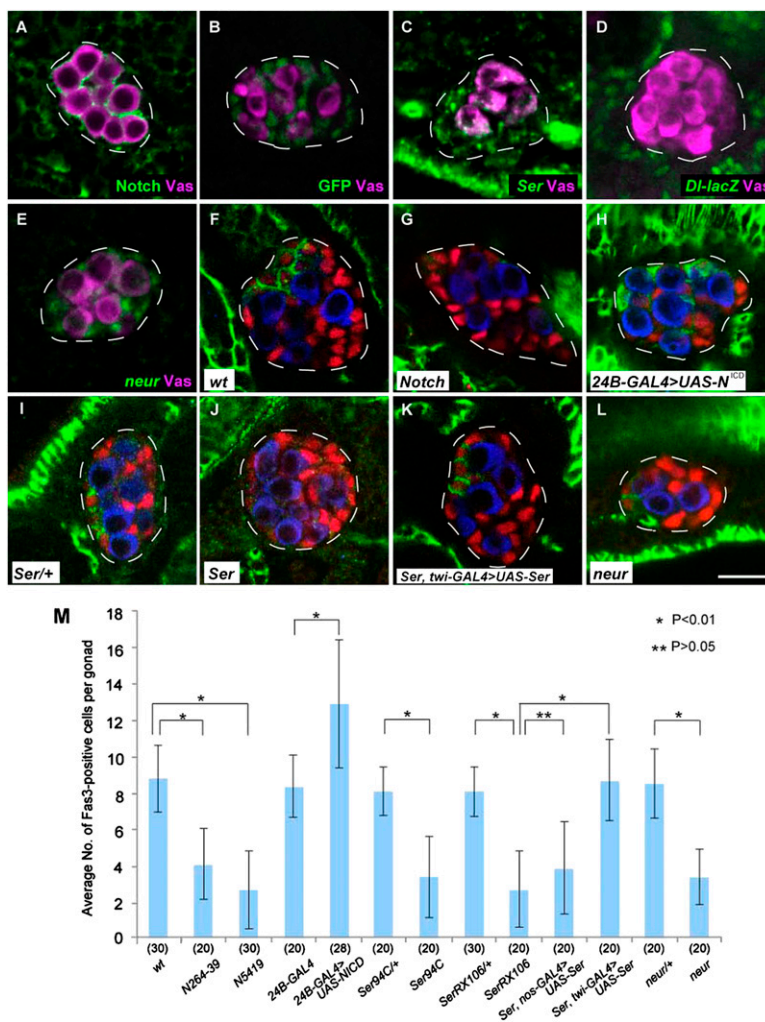 A B C D
Notch Vas GFP Vas Ser Vas Dl-lacZ Vas
E F G H
neur Vas wt Notch 24B-GAL4>UAS-N^ICD
I J K L
Ser/+ Ser Ser, twi-GAL4>UAS-Ser neur
M
18
16
14
12
10
8
6
4
2
0
Average No. of Fas3-positive cells per gonad
* P<0.01
** P>0.05
* * * * * ** * *
(30) (20) (30) (20) (28) (20) (20) (30) (20) (20) (20) (20) (20)
wt
N264-39
N5419
24B-GAL4
24B-GAL4>
UAS-NICD
Ser94C/+
Ser94C
SerRX106/+
SerRX106
Ser, nos-GAL4>
UAS-Ser
Ser, twi-GAL4>
UAS-Ser
neur/+
neur